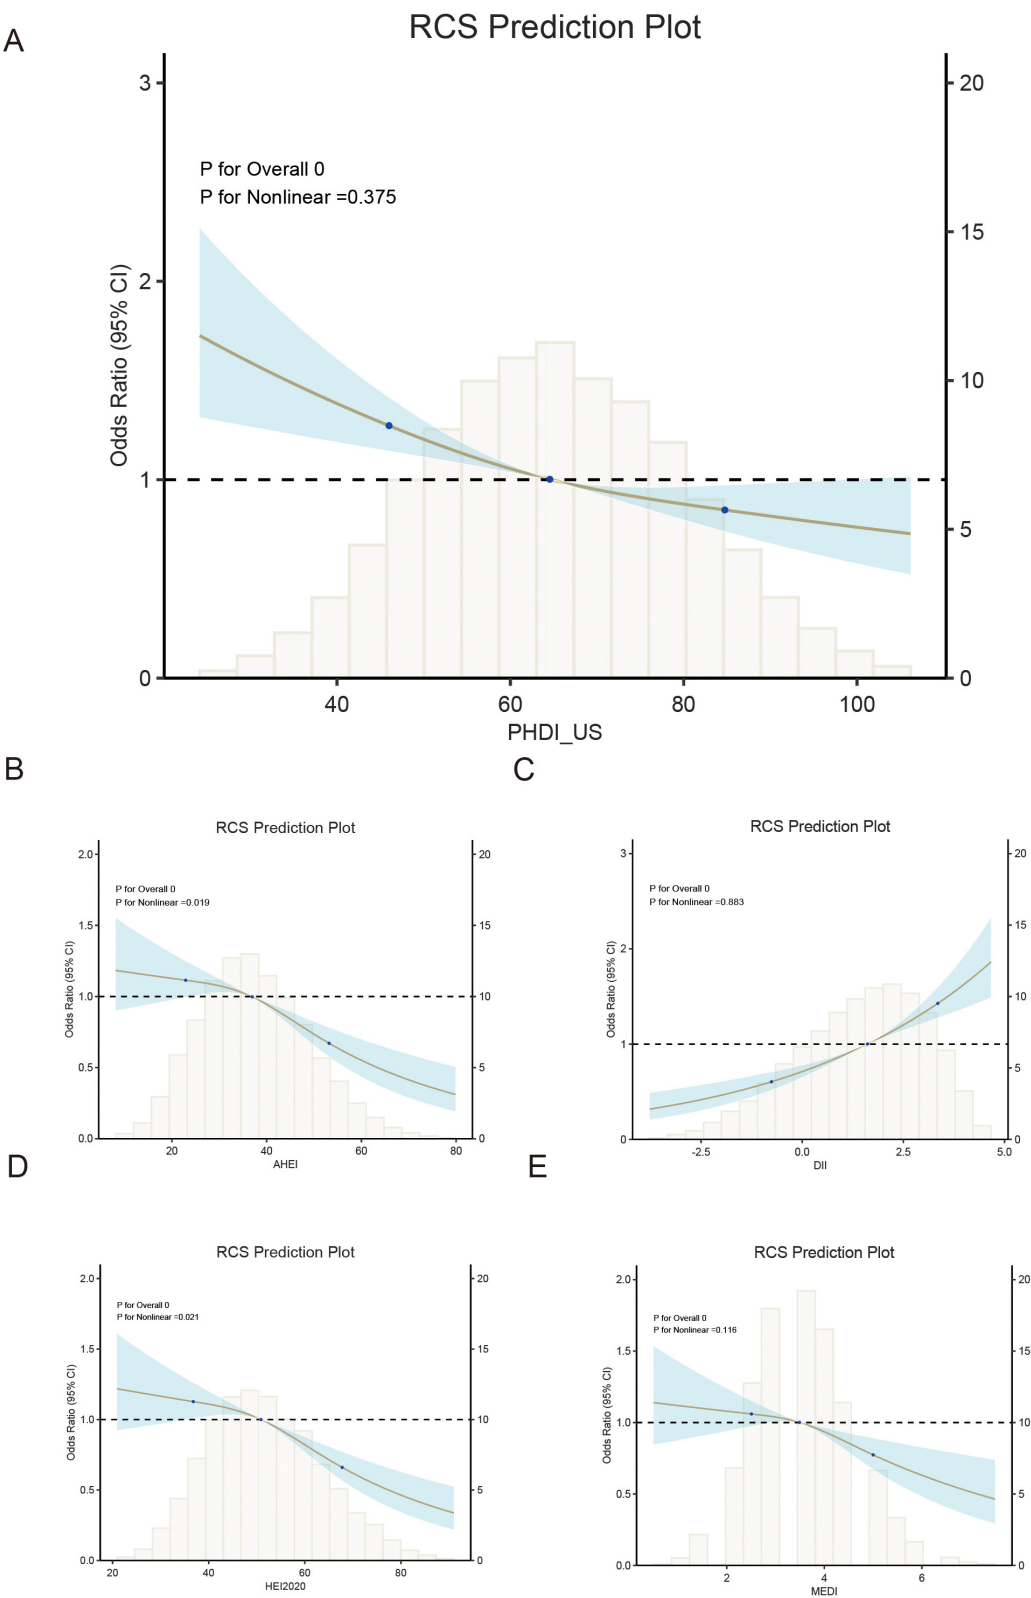 A
RCS Prediction Plot
3
2
1
0
20
15
10
5
0
P for Overall 0
P for Nonlinear =0.375
Odds Ratio (95% CI)
40
60
80
100
PHDI_US
B
RCS Prediction Plot
2.0
1.5
1.0
0.5
0.0
20
15
10
5
0
P for Overall 0
P for Nonlinear =0.019
Odds Ratio (95% CI)
20
40
60
80
AHEI
C
RCS Prediction Plot
3
2
1
0
20
15
10
5
0
P for Overall 0
P for Nonlinear =0.883
Odds Ratio (95% CI)
-2.5
0.0
2.5
5.0
DII
D
RCS Prediction Plot
2.0
1.5
1.0
0.5
0.0
20
15
10
5
0
P for Overall 0
P for Nonlinear =0.021
Odds Ratio (95% CI)
20
40
60
80
HEI2020
E
RCS Prediction Plot
2.0
1.5
1.0
0.5
0.0
20
15
10
5
0
P for Overall 0
P for Nonlinear =0.116
Odds Ratio (95% CI)
2
4
6
MEDI